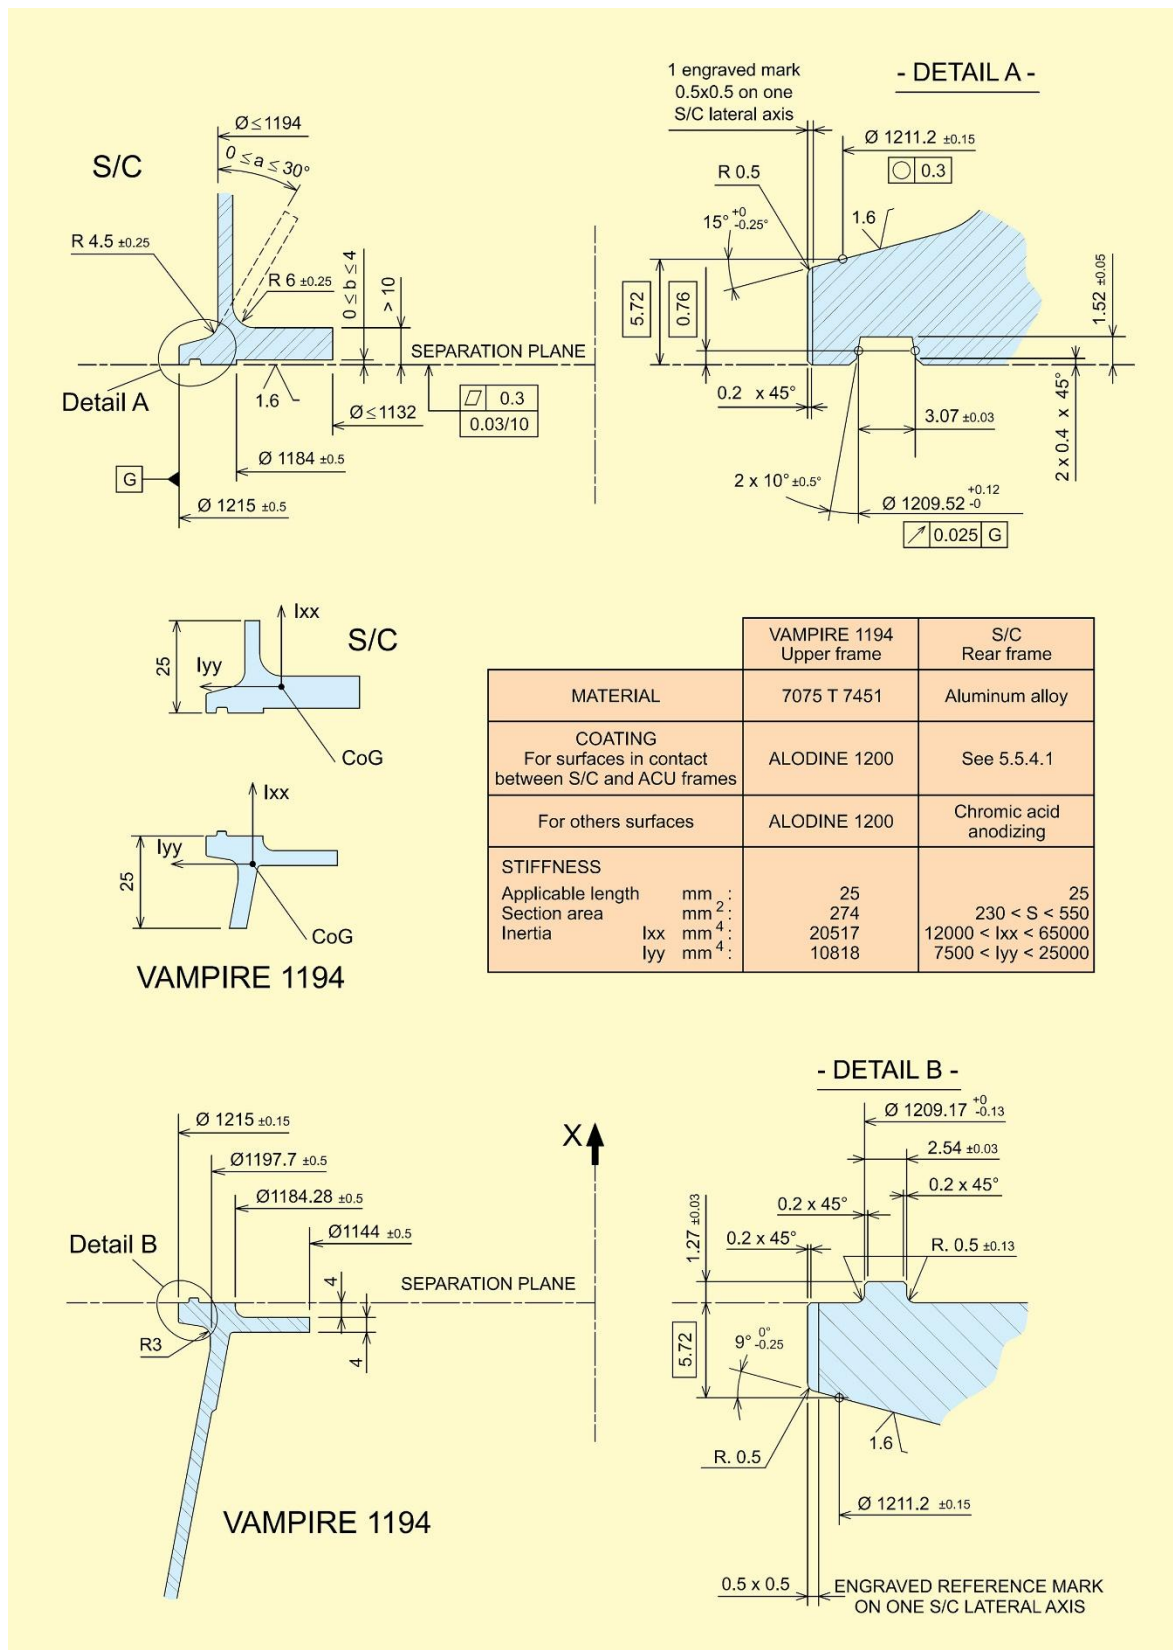 1 engraved mark
0.5x0.5 on one
S/C lateral axis
- DETAIL A -
Ø ≤ 1194
0 ≤ a ≤ 30°
S/C
R 4.5 ±0.25
R 6 ±0.25
0 ≤ b ≤ 4
> 10
SEPARATION PLANE
Detail A
1.6
0.3
0.03/10
Ø ≤ 1132
Ø 1184 ±0.5
G
Ø 1215 ±0.5
Ø 1211.2 ±0.15
0.3
R 0.5
15° +0 -0.25°
1.6
5.72
0.76
1.52 ±0.05
0.2 x 45°
3.07 ±0.03
2 x 0.4 x 45°
2 x 10° ±0.5°
Ø 1209.52 +0.12 -0
0.025 G
Ixx
S/C
25
Iyy
CoG
Ixx
Iyy
25
CoG
VAMPIRE 1194
VAMPIRE 1194 S/C
Upper frame Rear frame
MATERIAL 7075 T 7451 Aluminum alloy
COATING
For surfaces in contact
between S/C and ACU frames
ALODINE 1200 See 5.5.4.1
For others surfaces ALODINE 1200 Chromic acid
anodizing
STIFFNESS
Applicable length mm : 25 25
Section area mm 2 : 274 230 < S < 550
Inertia Ixx mm 4 : 20517 12000 < Ixx < 65000
Iyy mm 4 : 10818 7500 < Iyy < 25000
Ø 1215 ±0.15
Ø1197.7 ±0.5
Ø1184.28 ±0.5
Ø1144 ±0.5
Detail B
4
SEPARATION PLANE
R3
4
X
VAMPIRE 1194
- DETAIL B -
Ø 1209.17 +0 -0.13
2.54 ±0.03
0.2 x 45°
0.2 x 45°
1.27 ±0.03
0.2 x 45°
R. 0.5 ±0.13
5.72
9° 0° -0.25
1.6
R. 0.5
Ø 1211.2 ±0.15
0.5 x 0.5
ENGRAVED REFERENCE MARK
ON ONE S/C LATERAL AXIS